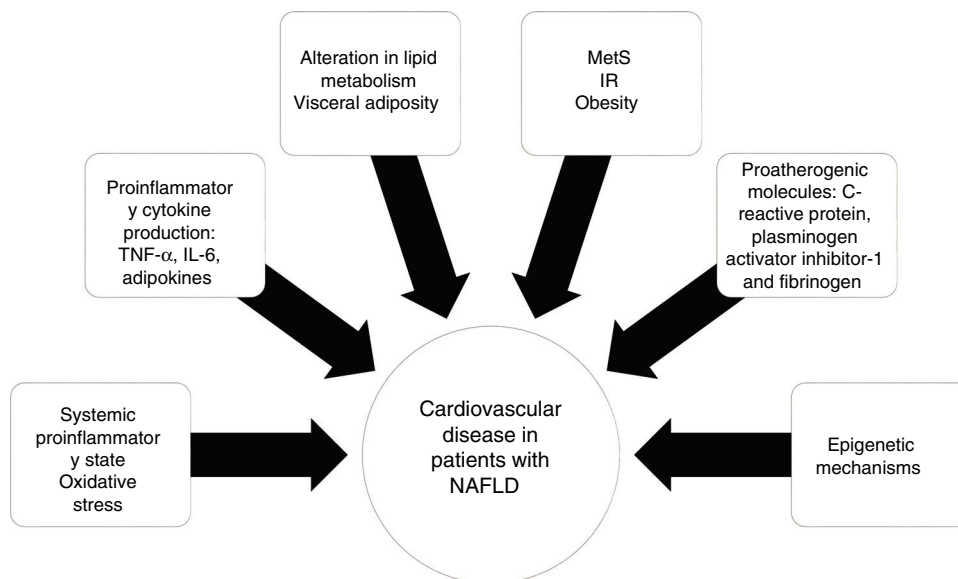 Alteration in lipid
metabolism
Visceral adiposity
MetS
IR
Obesity
Proinflammator
y cytokine
production:
TNF-α, IL-6,
adipokines
Proatherogenic
molecules: C-
reactive protein,
plasminogen
activator inhibitor-1
and fibrinogen
Systemic
proinflammator
y state
Oxidative
stress
Cardiovascular
disease in
patients with
NAFLD
Epigenetic
mechanisms